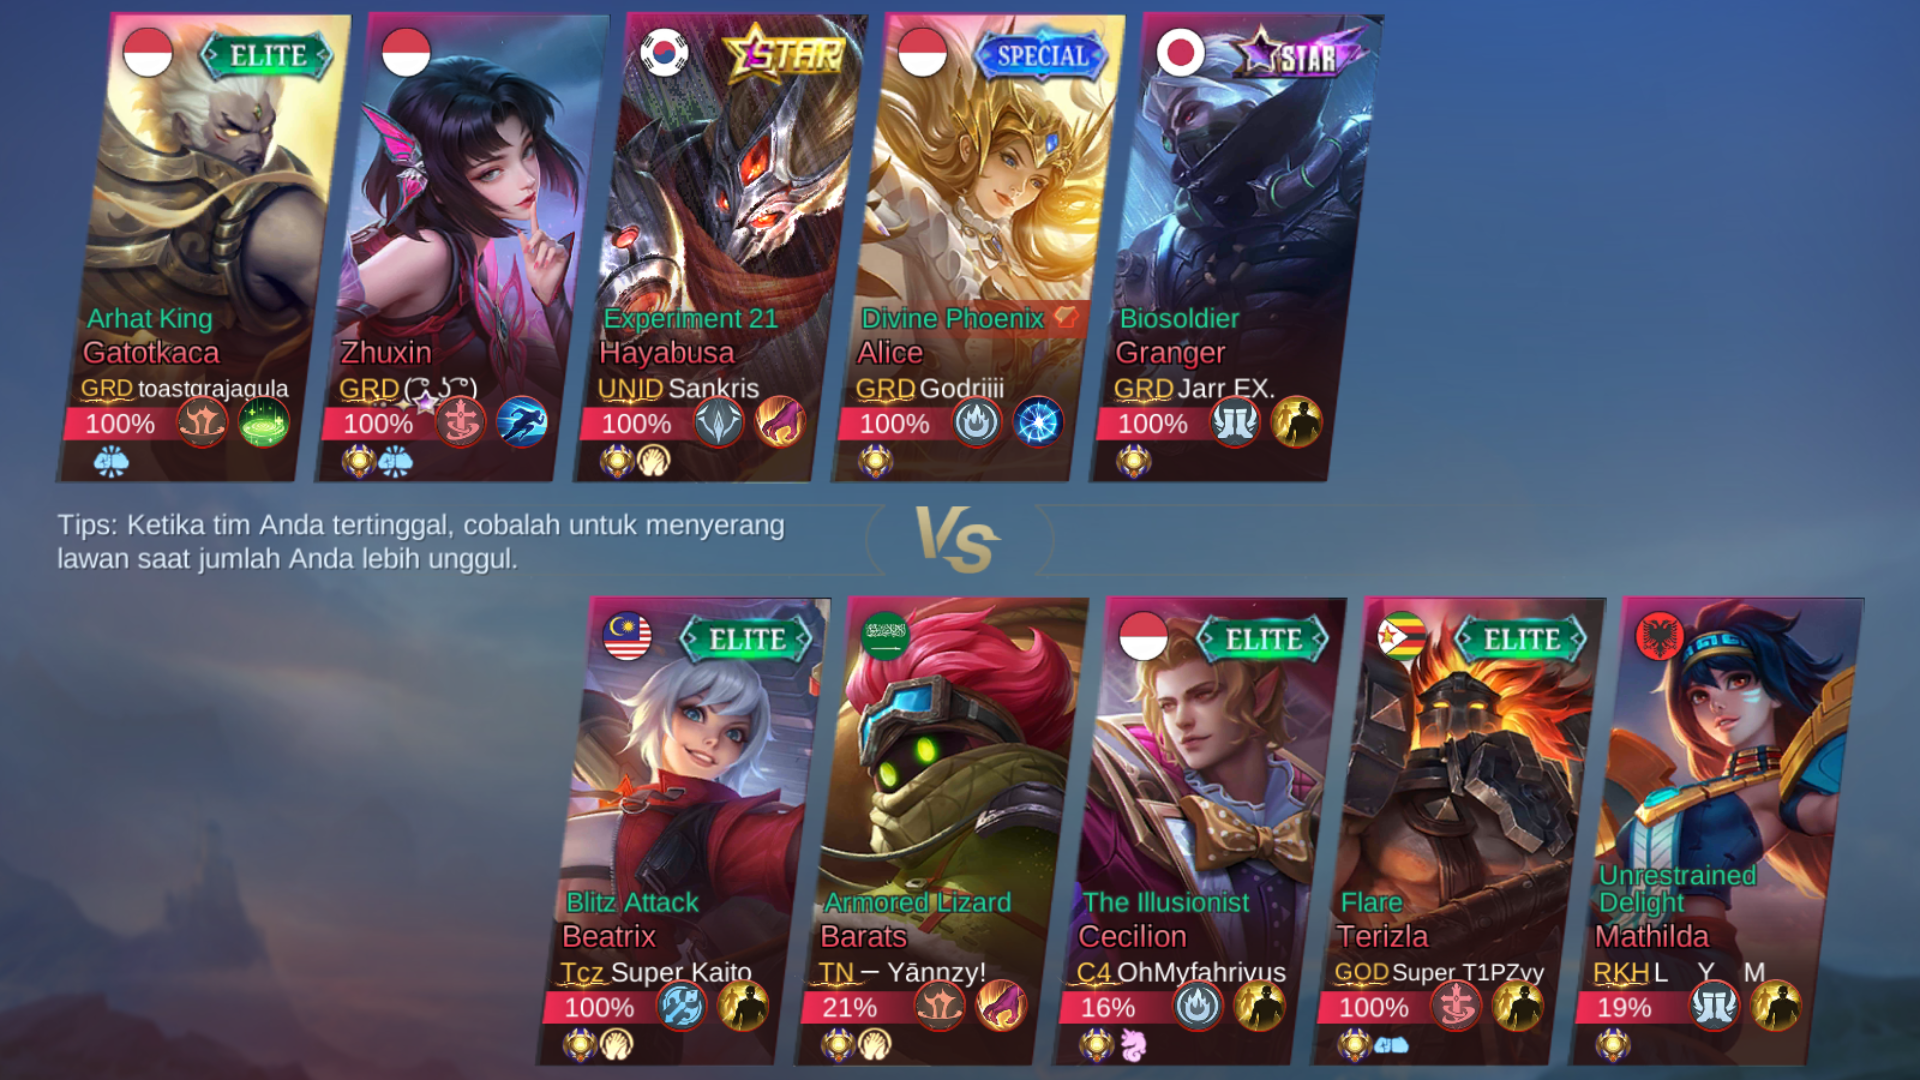 ELITE
Arhat King
Gatotkaca
GRD toastgrajagula
100%
Zhuxin
GRD ( ͡° ͜ʖ ͡°)
100%
STAR
Experiment 21
Hayabusa
UNID Sankris
100%
SPECIAL
Divine Phoenix
Alice
GRD Godriiii
100%
STAR
Biosoldier
Granger
GRD Jarr EX.
100%
Tips: Ketika tim Anda tertinggal, cobalah untuk menyerang
lawan saat jumlah Anda lebih unggul.
VS
ELITE
Blitz Attack
Beatrix
Tcz Super Kaito
100%
Armored Lizard
Barats
TN – Yānnzy!
21%
ELITE
The Illusionist
Cecilion
C4 OhMyfahrivus
16%
ELITE
Flare
Terizla
GOD Super T1PZyy
100%
Unrestrained
Delight
Mathilda
RKH L Y M
19%